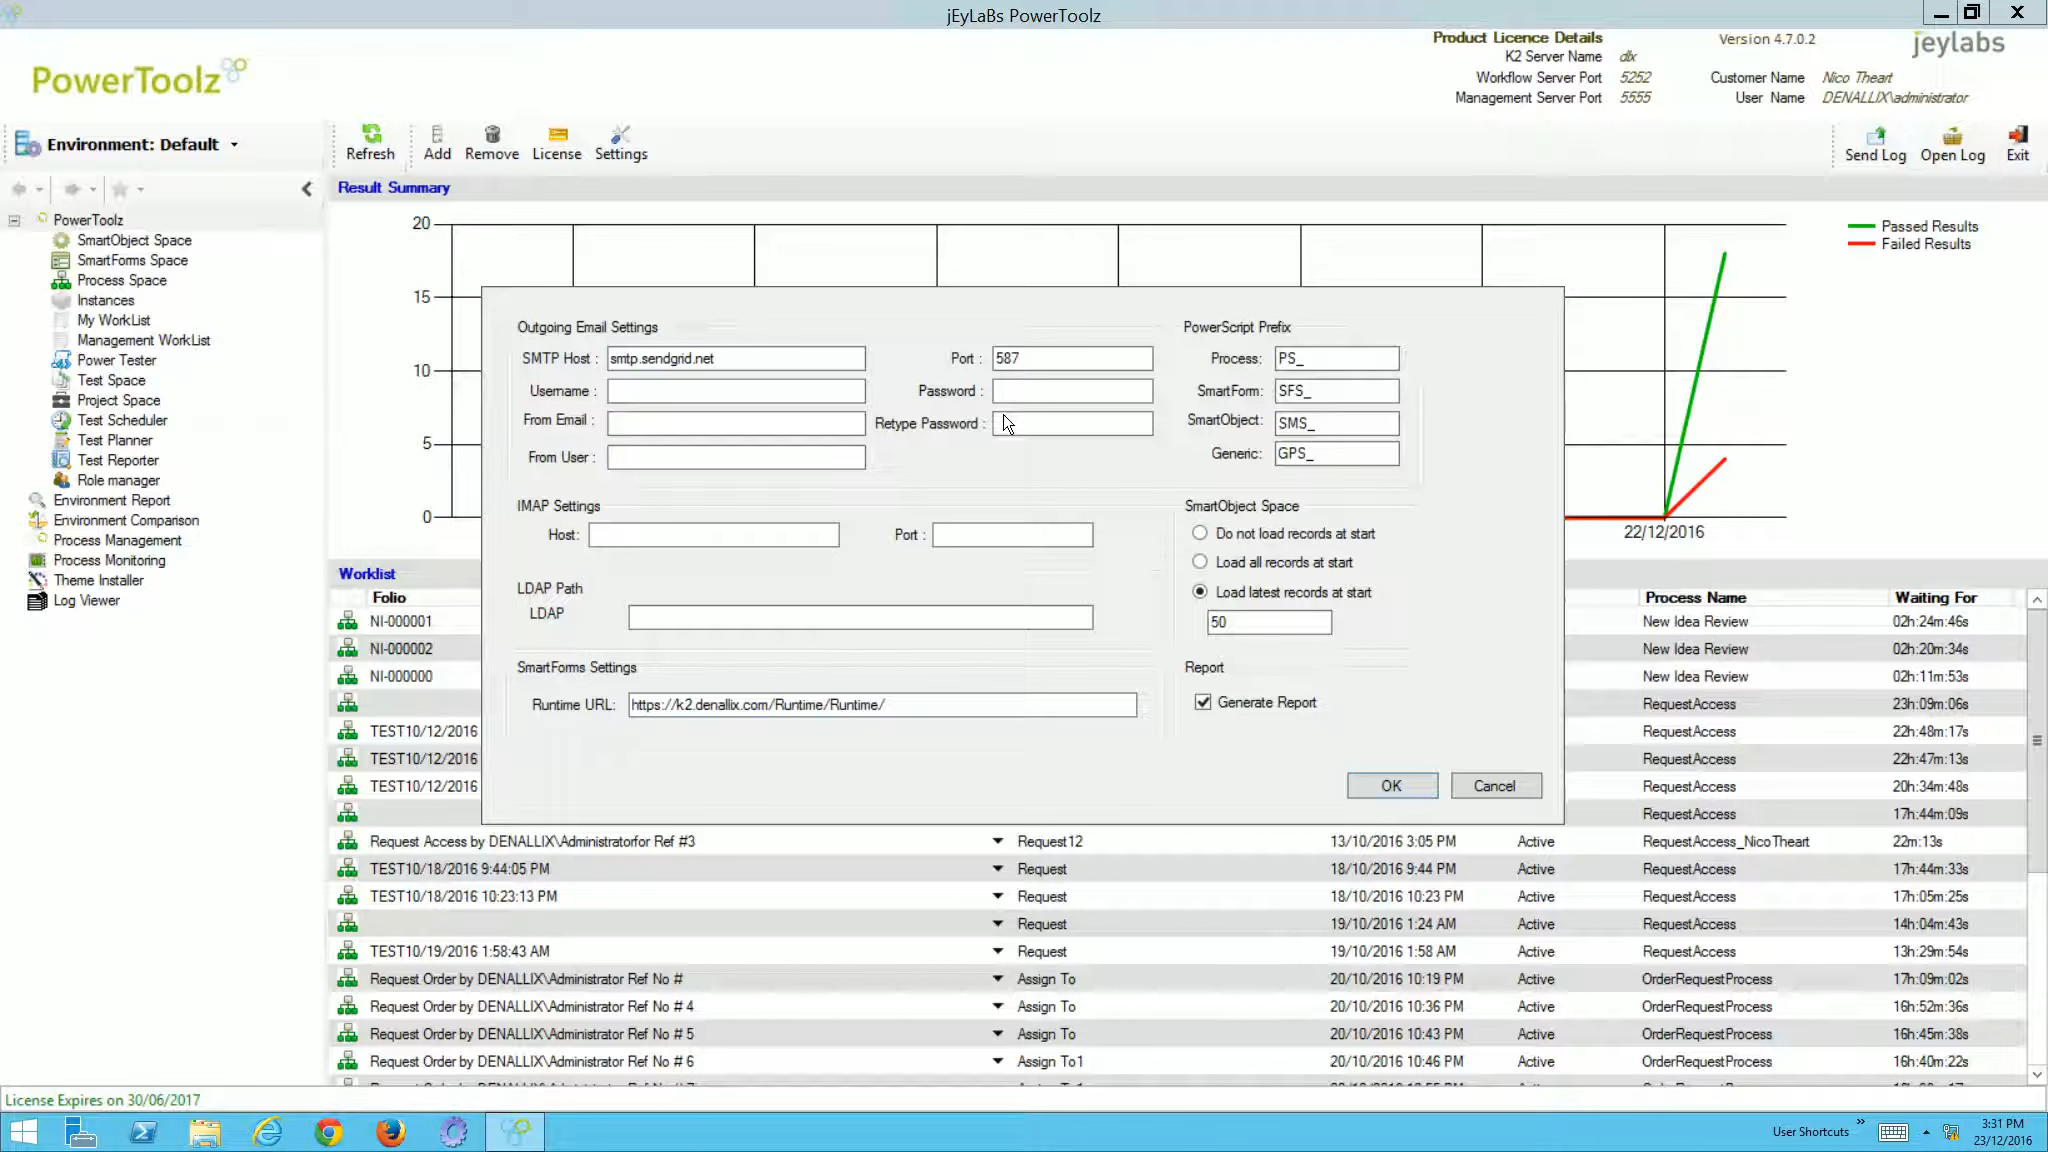 jEyLaBs PowerToolz
PowerToolz
Product Licence Details
K2 Server Name dlx
Workflow Server Port 5252
Management Server Port 5555
Version 4.7.0.2
Customer Name Nico Theart
User Name DENALLIX\administrator
jeylabs
Environment: Default
Refresh
Add
Remove
License
Settings
Send Log
Open Log
Exit
PowerToolz
SmartObject Space
SmartForms Space
Process Space
Instances
My WorkList
Management WorkList
Power Tester
Test Space
Project Space
Test Scheduler
Test Planner
Test Reporter
Role manager
Environment Report
Environment Comparison
Process Management
Process Monitoring
Theme Installer
Log Viewer
Result Summary
20
15
10
5
0
22/12/2016
Passed Results
Failed Results
Outgoing Email Settings
SMTP Host : smtp.sendgrid.net
Port : 587
Username :
Password :
From Email :
Retype Password :
From User :
PowerScript Prefix
Process: PS_
SmartForm: SFS_
SmartObject: SMS_
Generic: GPS_
IMAP Settings
Host:
Port :
LDAP Path
LDAP
SmartObject Space
Do not load records at start
Load all records at start
Load latest records at start
50
SmartForms Settings
Runtime URL: https://k2.denallix.com/Runtime/Runtime/
Report
Generate Report
OK
Cancel
Worklist
Folio Process Name Waiting For
NI-000001 New Idea Review 02h:24m:46s
NI-000002 New Idea Review 02h:20m:34s
NI-000000 New Idea Review 02h:11m:53s
RequestAccess 23h:09m:06s
TEST10/12/2016 RequestAccess 22h:48m:17s
TEST10/12/2016 RequestAccess 22h:47m:13s
TEST10/12/2016 RequestAccess 20h:34m:48s
RequestAccess 17h:44m:09s
Request Access by DENALLIX\Administratorfor Ref #3 Request12 13/10/2016 3:05 PM Active RequestAccess_NicoTheart 22m:13s
TEST10/18/2016 9:44:05 PM Request 18/10/2016 9:44 PM Active RequestAccess 17h:44m:33s
TEST10/18/2016 10:23:13 PM Request 18/10/2016 10:23 PM Active RequestAccess 17h:05m:25s
Request 19/10/2016 1:24 AM Active RequestAccess 14h:04m:43s
TEST10/19/2016 1:58:43 AM Request 19/10/2016 1:58 AM Active RequestAccess 13h:29m:54s
Request Order by DENALLIX\Administrator Ref No # Assign To 20/10/2016 10:19 PM Active OrderRequestProcess 17h:09m:02s
Request Order by DENALLIX\Administrator Ref No # 4 Assign To 20/10/2016 10:36 PM Active OrderRequestProcess 16h:52m:36s
Request Order by DENALLIX\Administrator Ref No # 5 Assign To 20/10/2016 10:43 PM Active OrderRequestProcess 16h:45m:38s
Request Order by DENALLIX\Administrator Ref No # 6 Assign To1 20/10/2016 10:46 PM Active OrderRequestProcess 16h:40m:22s
License Expires on 30/06/2017
User Shortcuts
3:31 PM
23/12/2016